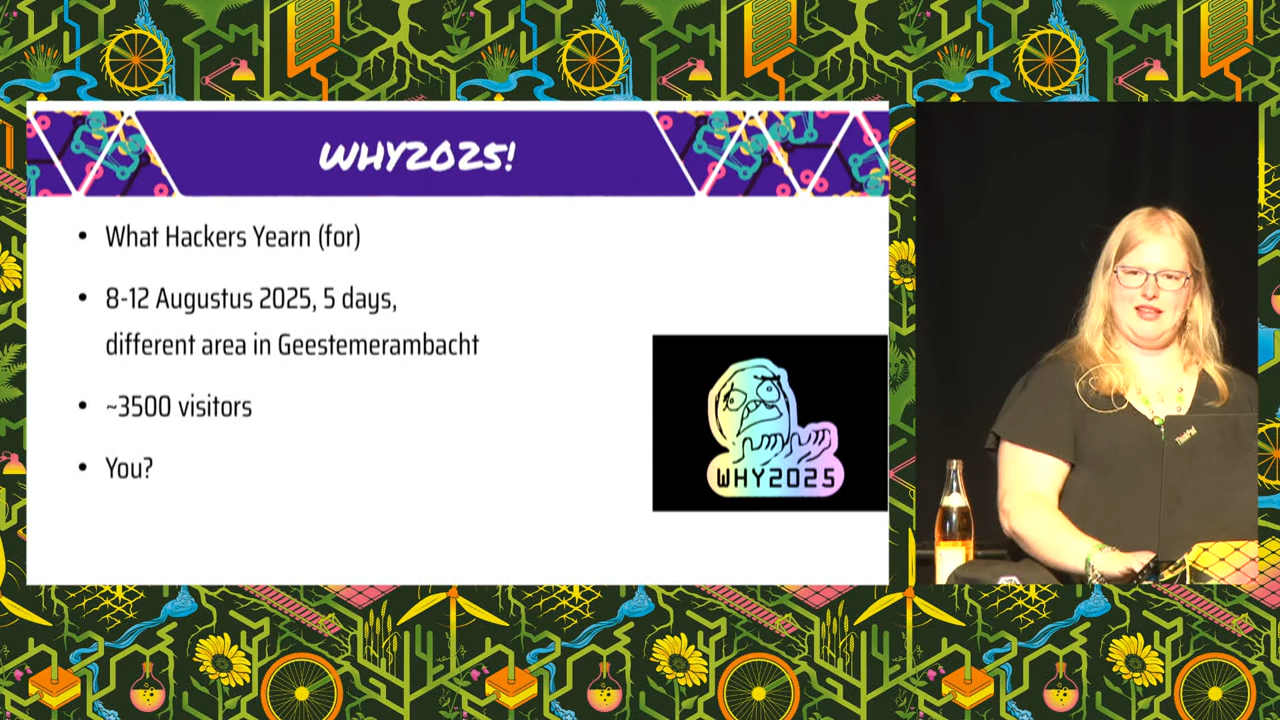 WHY2025!
• What Hackers Yearn (for)
• 8-12 Augustus 2025, 5 days,
different area in Geestemerambacht
• ~3500 visitors
• You?
WHY2025
ThinkPad